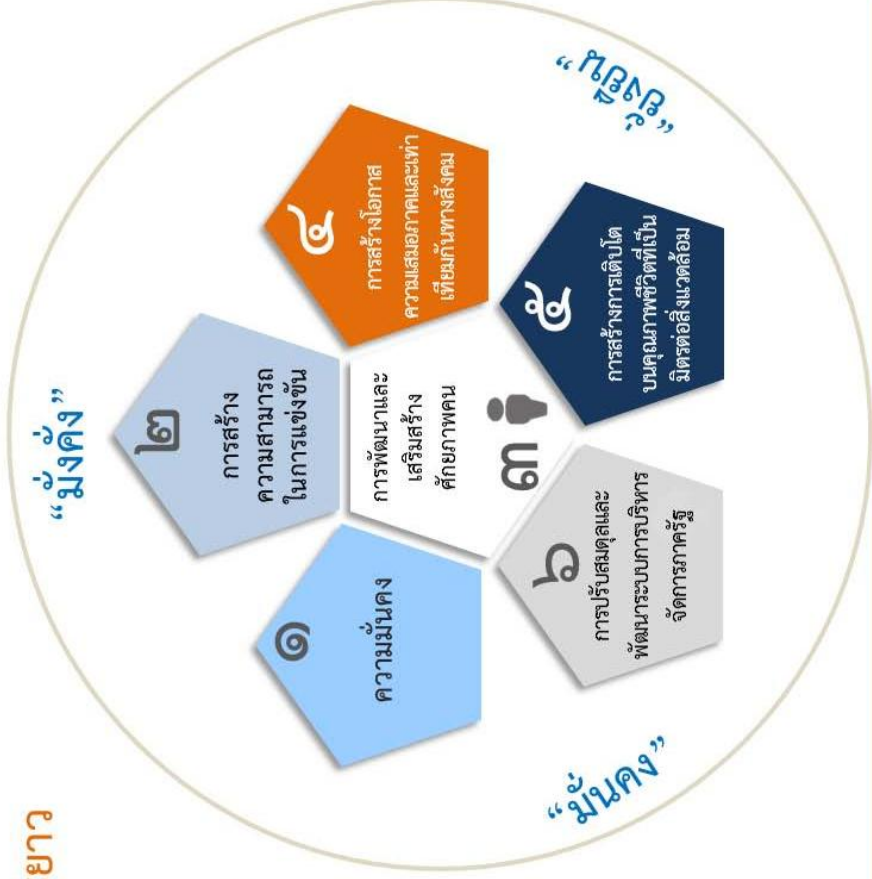 ยาว
“มั่งคั่ง”
“ยั่งยืน”
“มั่นคง”
๑
ความมั่นคง
๒
การสร้าง
ความสามารถ
ในการแข่งขัน
การพัฒนาและ
เสริมสร้าง
ศักยภาพคน
๓
๔
การสร้างโอกาส
ความเสมอภาคและเท่า
เทียมกันทางสังคม
๕
การสร้างการเติบโต
บนคุณภาพชีวิตที่เป็น
มิตรต่อสิ่งแวดล้อม
๖
การปรับสมดุลและ
พัฒนาระบบการบริหาร
จัดการภาครัฐ